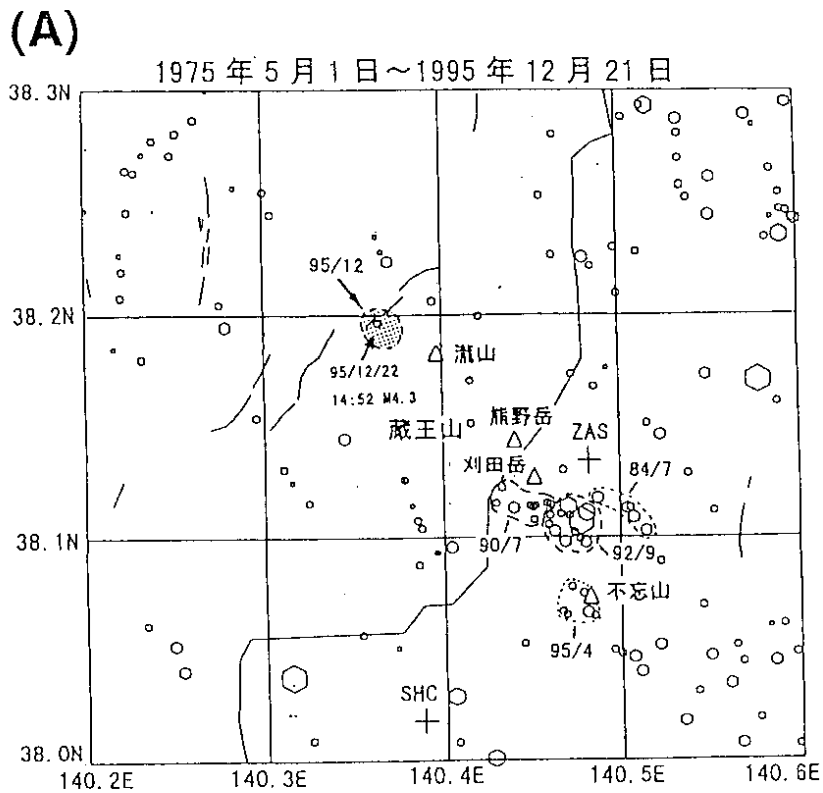 (A)
1975年5月1日～1995年12月21日
38.3N
95/12
38.2N
瀧山
95/12/22
14:52 M4.3
熊野岳
蔵王山
ZAS
刈田岳
84/7
38.1N
90/7
92/9
不忘山
95/4
SHC
38.0N
140.2E
140.3E
140.4E
140.5E
140.6E